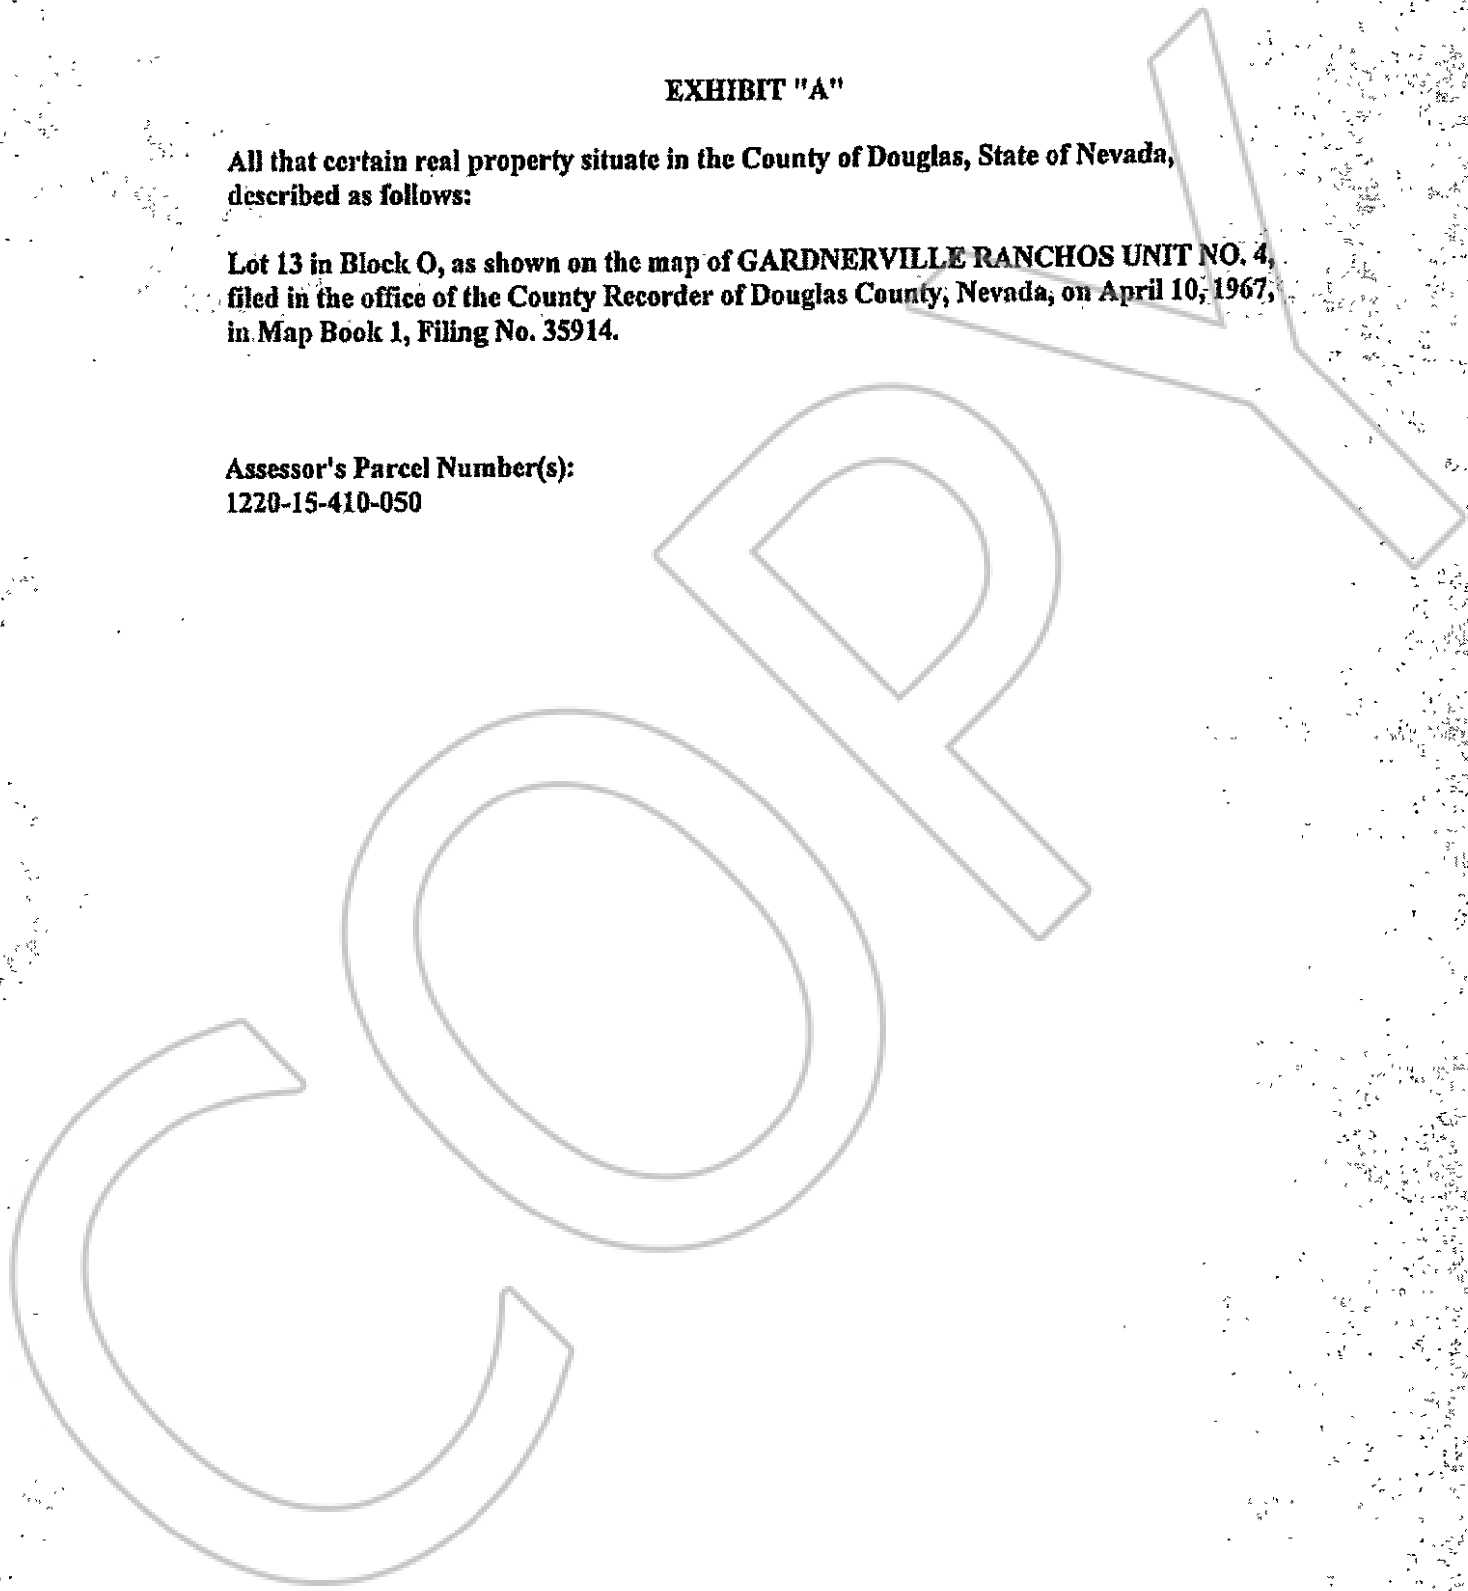 EXHIBIT "A"
All that certain real property situate in the County of Douglas, State of Nevada,
described as follows:
Lot 13 in Block O, as shown on the map of GARDNERVILLE RANCHOS UNIT NO. 4,
filed in the office of the County Recorder of Douglas County, Nevada, on April 10, 1967,
in Map Book 1, Filing No. 35914.
Assessor's Parcel Number(s):
1220-15-410-050
COPY